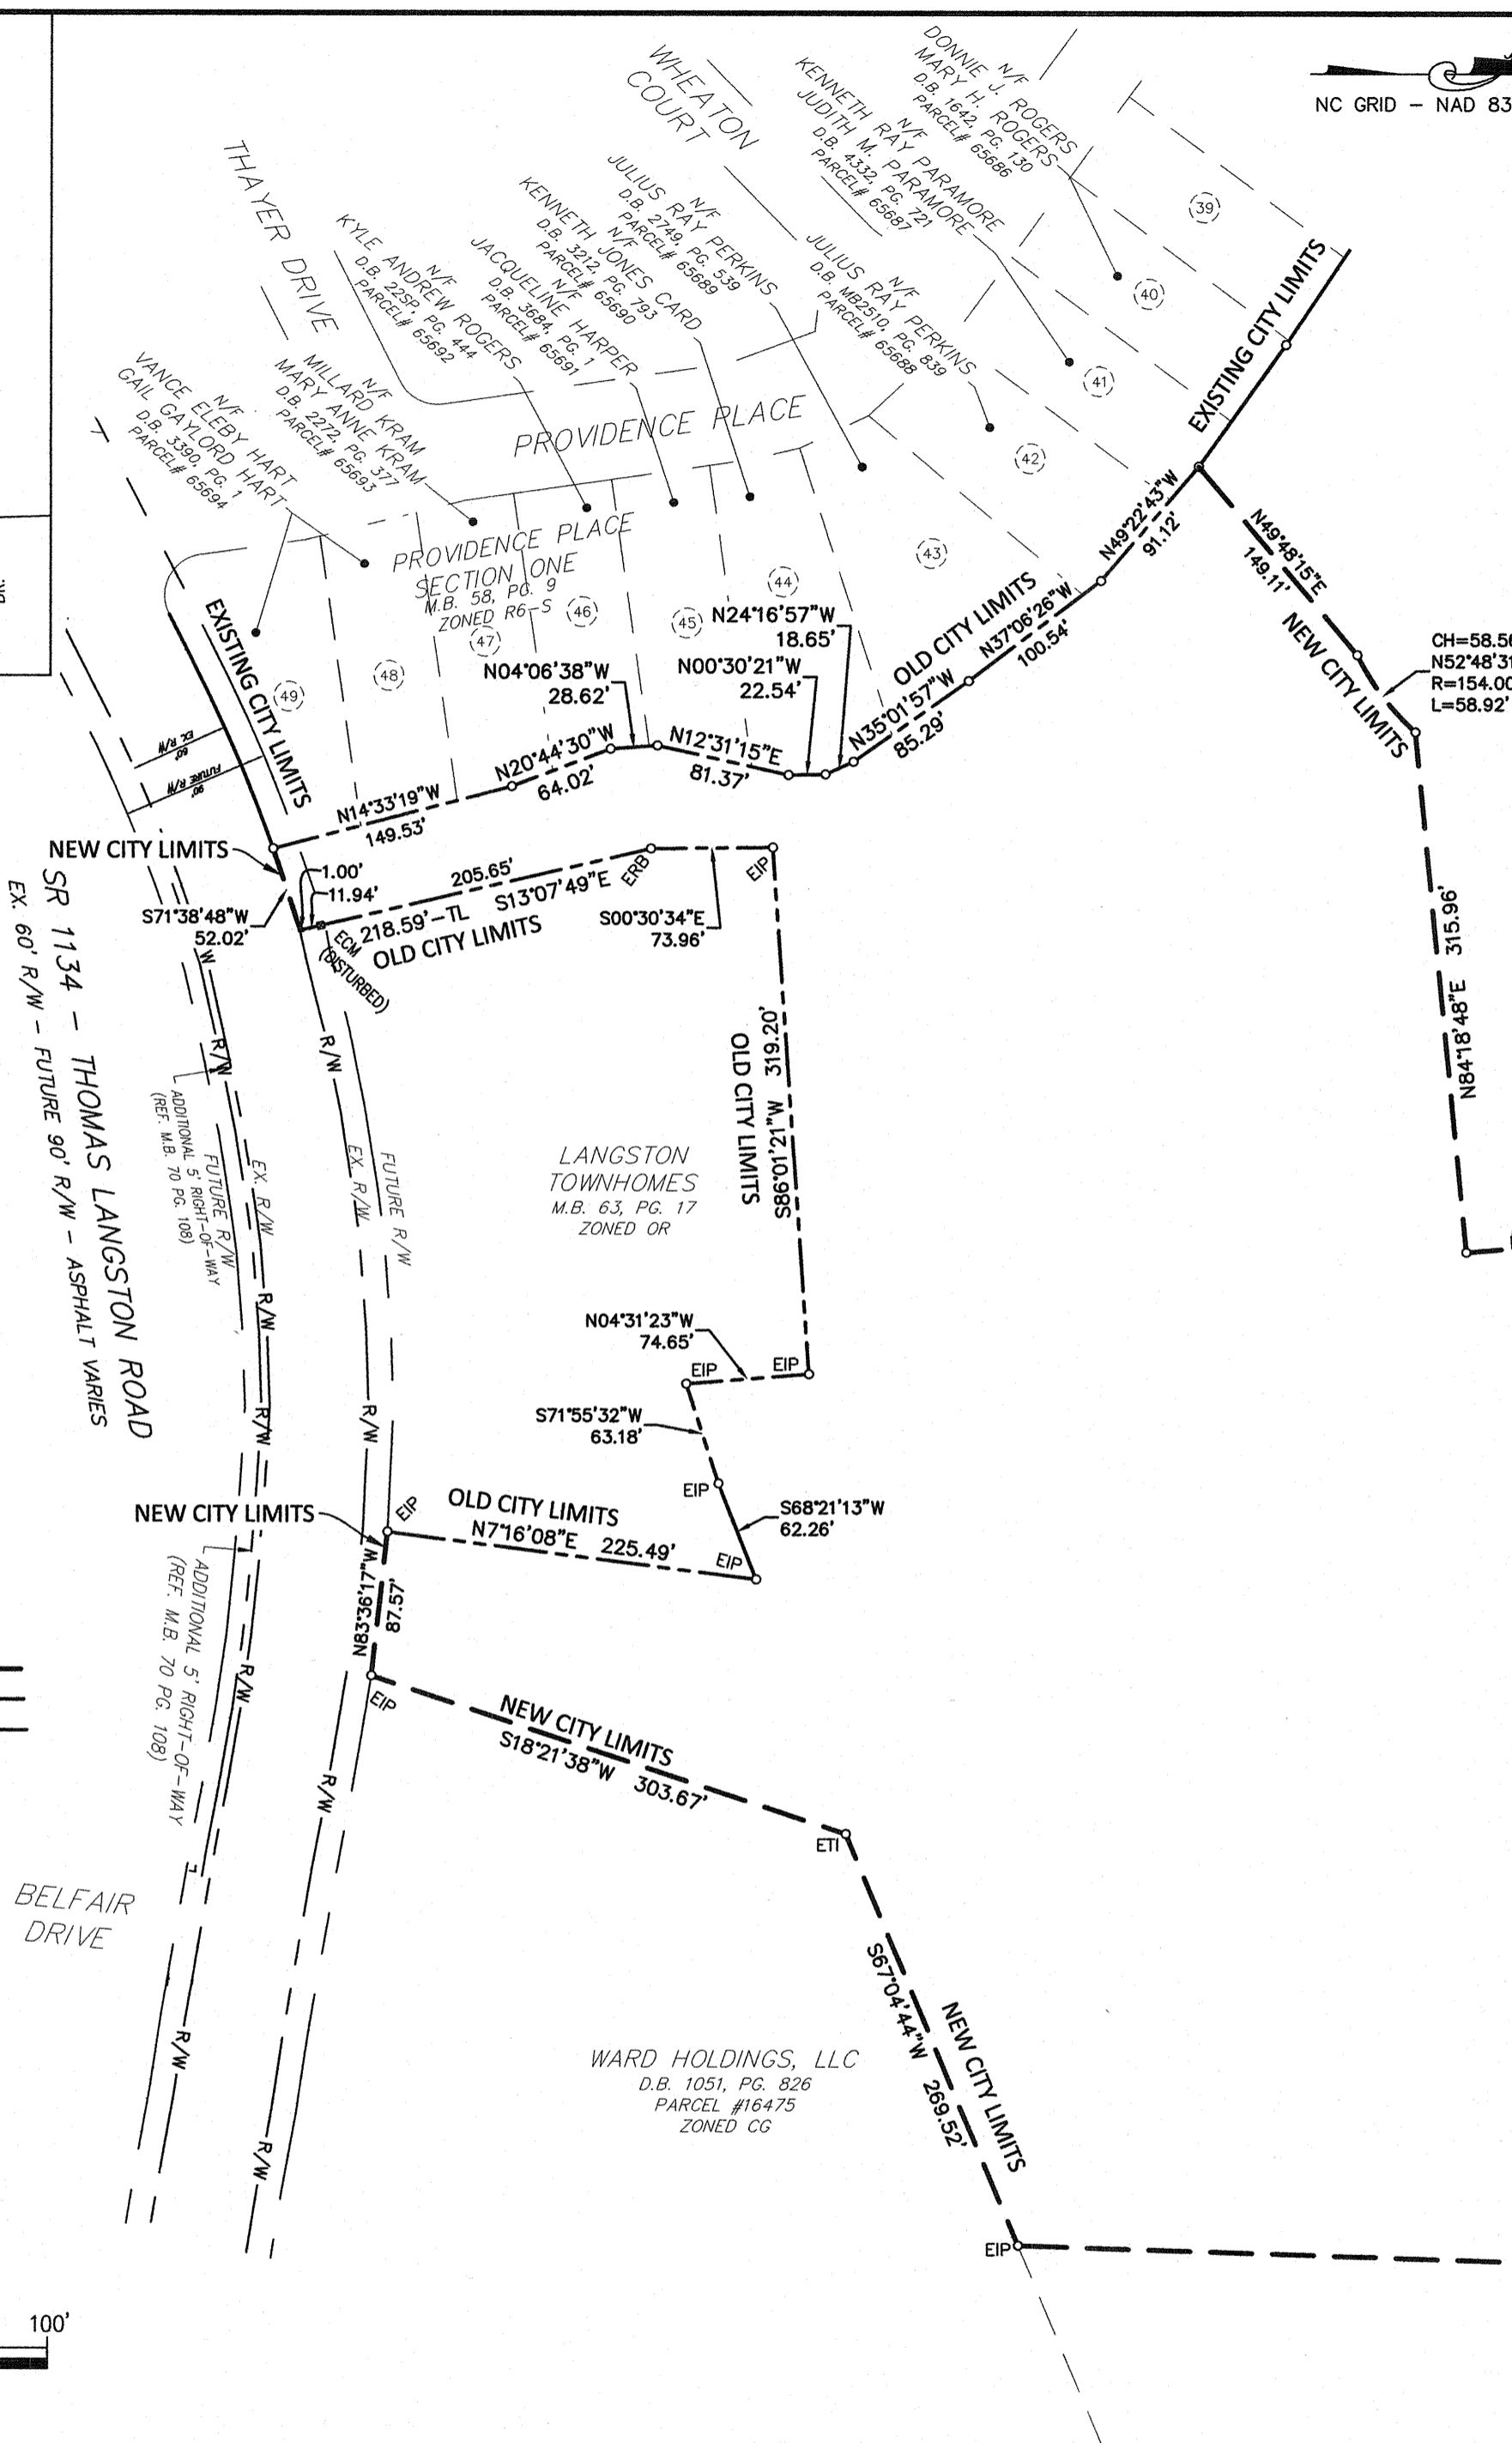 NC GRID – NAD 83
N/F
DONNIE J. ROGERS
MARY H. ROGERS
D.B. 1642, PG. 130
PARCEL# 65686
N/F
KENNETH RAY PARAMORE
JUDITH M. PARAMORE
D.B. 4332, PG. 721
PARCEL# 65687
WHEATON
COURT
N/F
JULIUS RAY PERKINS
D.B. 2749, PG. 539
PARCEL# 65689
N/F
JULIUS RAY PERKINS
D.B. MB2510, PG. 839
PARCEL# 65688
KENNETH JONES CARD
D.B. 3212, PG. 793
PARCEL# 65690
N/F
JACQUELINE HARPER
D.B. 3684, PG. 1
PARCEL# 65691
N/F
THAYER DRIVE
N/F
KYLE ANDREW ROGERS
D.B. 22SP, PG. 444
PARCEL# 65692
N/F
MILLARD KRAM
MARY ANNE KRAM
D.B. 2272, PG. 377
PARCEL# 65693
N/F
VANCE ELEBY HART
GAIL GAYLORD HART
D.B. 3390, PG. 1
PARCEL# 65694
39
40
41
42
43
44
45
46
47
48
49
EXISTING CITY LIMITS
PROVIDENCE PLACE
PROVIDENCE PLACE
SECTION ONE
M.B. 58, PG. 9
ZONED R6-S
EXISTING CITY LIMITS
60'
EX. R/W
90'
FUTURE R/W
N49°22'43"W
91.12'
N49°48'15"E
149.11'
NEW CITY LIMITS
CH=58.56
N52°48'31
R=154.00
L=58.92'
N37°06'26"W
100.54'
OLD CITY LIMITS
N35°01'57"W
85.29'
N24°16'57"W
18.65'
N00°30'21"W
22.54'
N04°06'38"W
28.62'
N12°31'15"E
81.37'
N20°44'30"W
64.02'
N14°33'19"W
149.53'
NEW CITY LIMITS
1.00'
11.94'
S71°38'48"W
52.02'
205.65'
218.59'-TL
S13°07'49"E
OLD CITY LIMITS
ERB
EIP
ECM
(DISTURBED)
S00°30'34"E
73.96'
S86°01'21"W 319.20'
OLD CITY LIMITS
N84°18'48"E 315.96'
SR 1134 – THOMAS LANGSTON ROAD
EX. 60' R/W – FUTURE 90' R/W – ASPHALT VARIES
W
R/W
R/W
ADDITIONAL 5' RIGHT-OF-WAY
(REF. M.B. 70 PG. 108)
FUTURE R/W
EX. R/W
EX. R/W
FUTURE R/W
R/W
R/W
R/W
LANGSTON
TOWNHOMES
M.B. 63, PG. 17
ZONED OR
N04°31'23"W
74.65'
EIP
EIP
S71°55'32"W
63.18'
EIP
S68°21'13"W
62.26'
EIP
OLD CITY LIMITS
N7°16'08"E 225.49'
NEW CITY LIMITS
EIP
N83°36'17"W
87.57'
EIP
NEW CITY LIMITS
S18°21'38"W 303.67'
ETI
ADDITIONAL 5' RIGHT-OF-WAY
(REF. M.B. 70 PG. 108)
R/W
R/W
BELFAIR
DRIVE
S67°04'44"W 269.52'
NEW CITY LIMITS
EIP
WARD HOLDINGS, LLC
D.B. 1051, PG. 826
PARCEL #16475
ZONED CG
R/W
R/W
100'